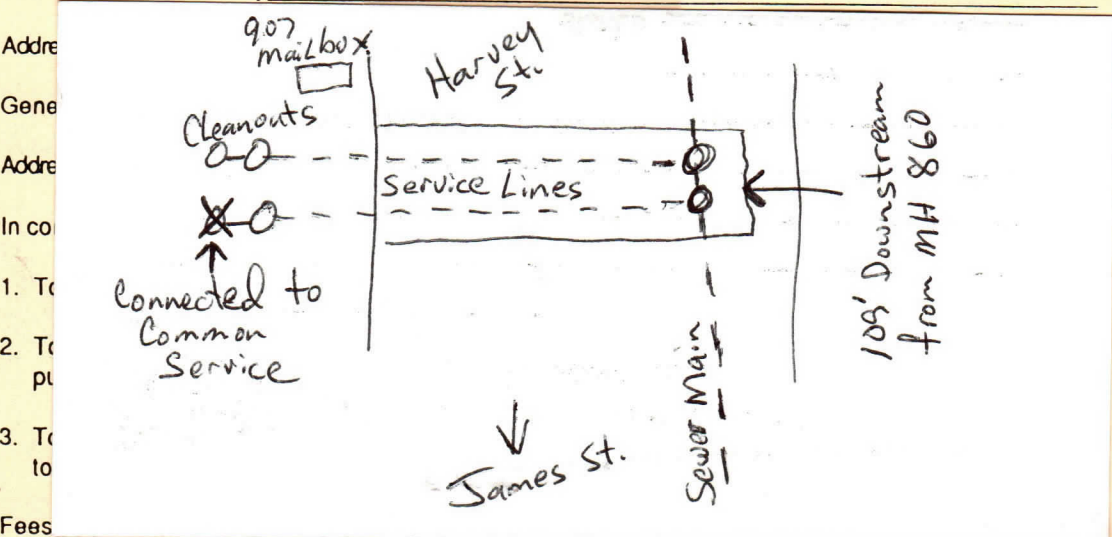 907
mailbox
Harvey
St.
Cleanouts
Service Lines
Connected to
Common
Service
James St.
Sewer Main
109' Downstream
from MH 860
Addre
Gene
Addre
In co
1. To
2. To
pu
3. To
to
Fees